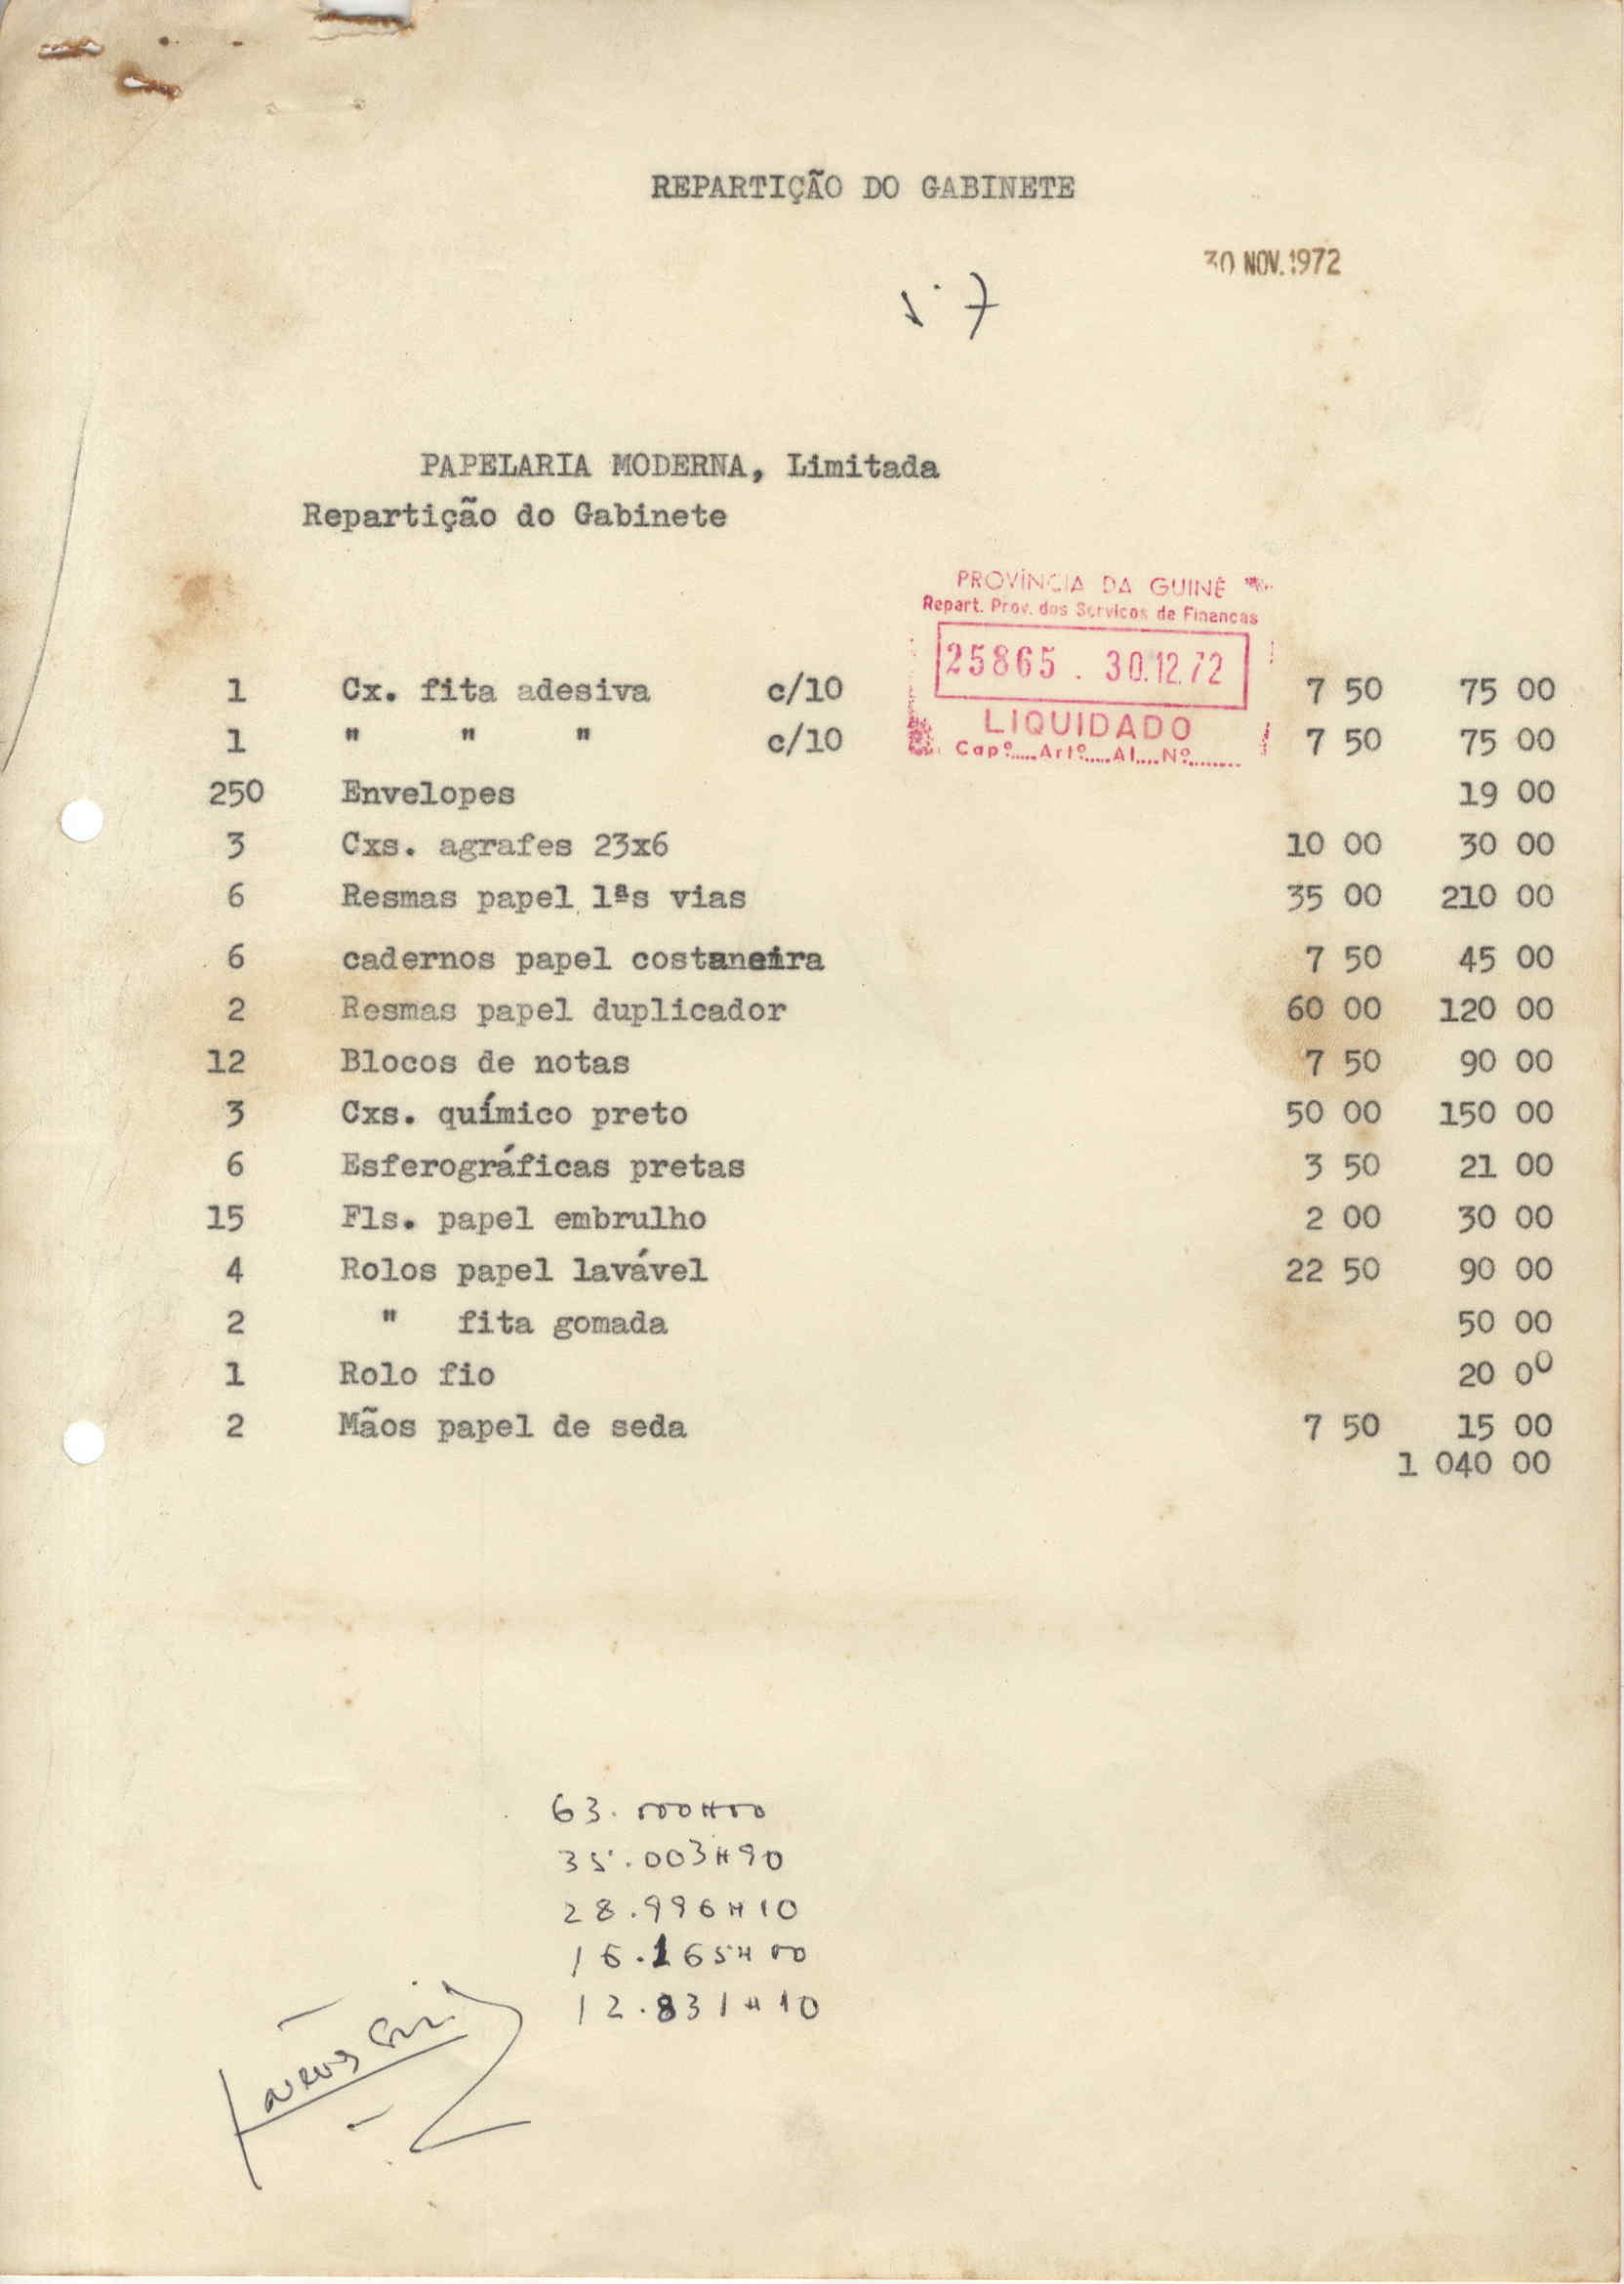 REPARTIÇÃO DO GABINETE
30 NOV. 1972
PAPELARIA MODERNA, Limitada
Repartição do Gabinete
PROVÍNCIA DA GUINÉ
Repart. Prov. dos Serviços de Finanças
25865 . 30.12.72
LIQUIDADO
Capº.....Artº.....Al....Nº........
1 Cx. fita adesiva c/10 7 50 75 00
1 " " " c/10 7 50 75 00
250 Envelopes 19 00
3 Cxs. agrafes 23x6 10 00 30 00
6 Resmas papel 1ªs vias 35 00 210 00
6 cadernos papel costaneira 7 50 45 00
2 Resmas papel duplicador 60 00 120 00
12 Blocos de notas 7 50 90 00
3 Cxs. químico preto 50 00 150 00
6 Esferográficas pretas 3 50 21 00
15 Fls. papel embrulho 2 00 30 00
4 Rolos papel lavável 22 50 90 00
2 " fita gomada 50 00
1 Rolo fio 20 00
2 Mãos papel de seda 7 50 15 00
1 040 00
63.000$00
35.003$90
28.996$10
16.165$00
12.831$10